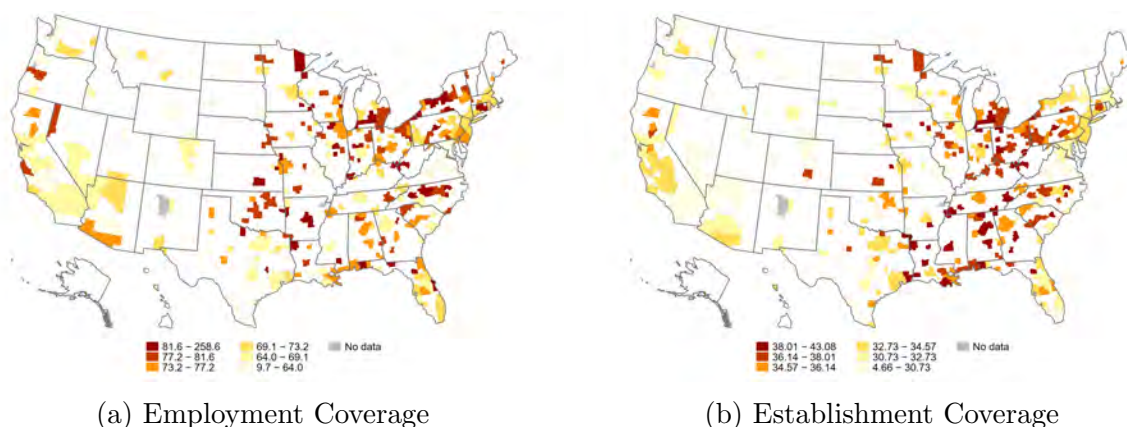 81.6 − 258.6
77.2 − 81.6
73.2 − 77.2
69.1 − 73.2
64.0 − 69.1
9.7 − 64.0
No data
(a) Employment Coverage
38.01 − 43.08
36.14 − 38.01
34.57 − 36.14
32.73 − 34.57
30.73 − 32.73
4.66 − 30.73
No data
(b) Establishment Coverage